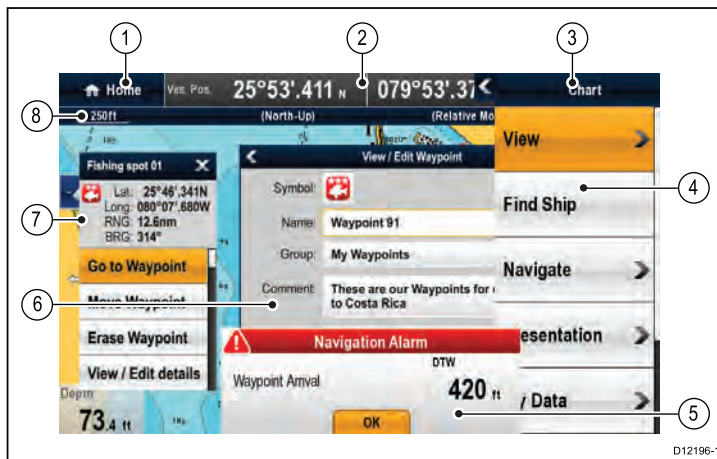 1
2
3
Home
Ves. Pos.
25°53'.411 N
079°53'.37
Chart
8
250ft
(North-Up)
(Relative Mo
Fishing spot 01
X
Lat: 25°46'.341N
Long: 080°07'.680W
RNG: 12.6nm
BRG: 314°
7
Go to Waypoint
Move Waypoint
Erase Waypoint
View / Edit details
Depth
73.4 ft
View / Edit Waypoint
Symbol:
Name: Waypoint 91
Group: My Waypoints
Comment: These are our Waypoints for
to Costa Rica
6
Navigation Alarm
Waypoint Arrival
DTW
420 ft
OK
5
View
Find Ship
4
Navigate
esentation
Data
D12196-1